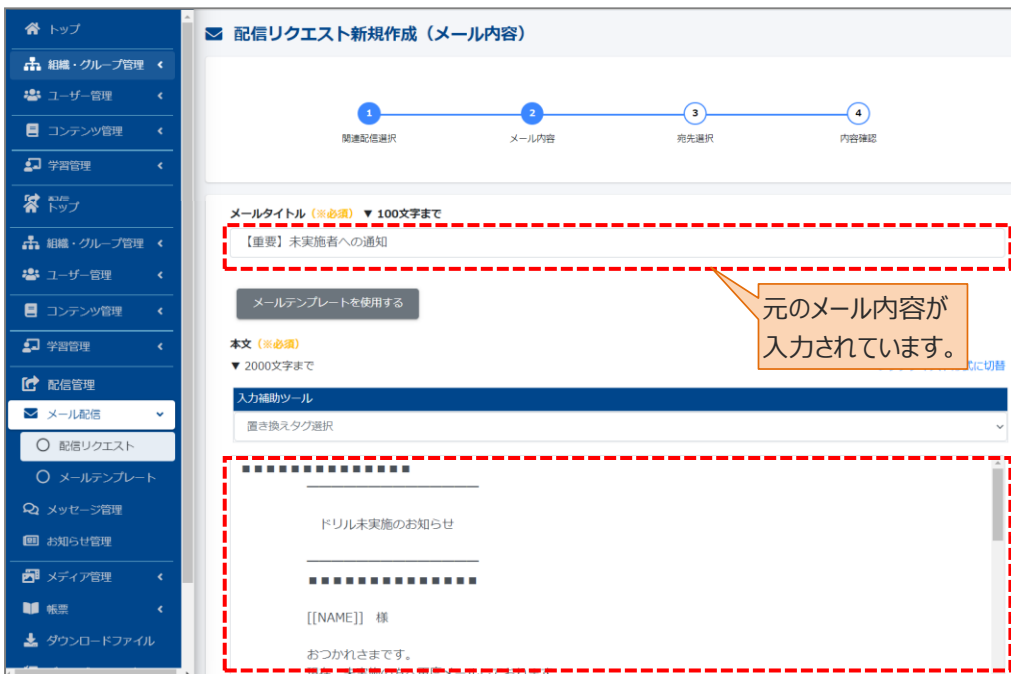 トップ
組織・グループ管理
ユーザー管理
コンテンツ管理
学習管理
配信
トップ
組織・グループ管理
ユーザー管理
コンテンツ管理
学習管理
配信管理
メール配信
配信リクエスト
メールテンプレート
メッセージ管理
お知らせ管理
メディア管理
帳票
ダウンロードファイル
配信リクエスト新規作成（メール内容）
1 2 3 4
関連配信選択 メール内容 宛先選択 内容確認
メールタイトル（※必須）▼ 100文字まで
【重要】未実施者への通知
メールテンプレートを使用する
元のメール内容が
入力されています。
本文（※必須）
▼ 2000文字まで
式に切替
入力補助ツール
置き換えタグ選択
■■■■■■■■■■■■■■
━━━━━━━━━━━━━━
ドリル未実施のお知らせ
━━━━━━━━━━━━━━
■■■■■■■■■■■■■■
[[NAME]] 様
おつかれさまです。